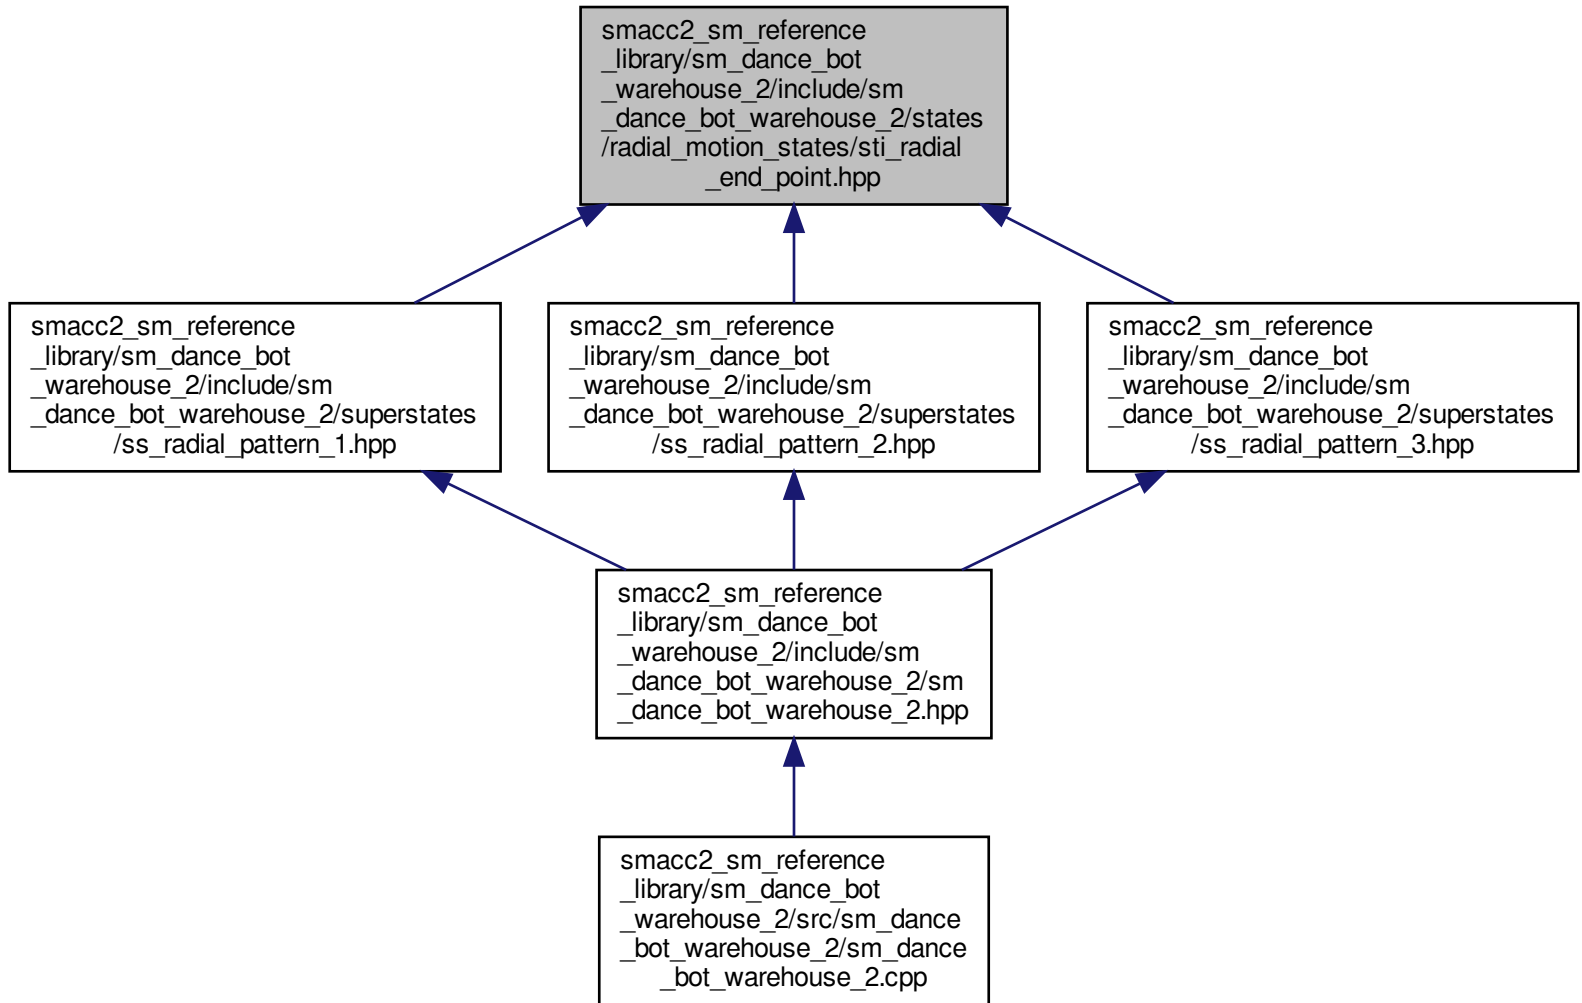 smacc2_sm_reference
_library/sm_dance_bot
_warehouse_2/include/sm
_dance_bot_warehouse_2/states
/radial_motion_states/sti_radial
_end_point.hpp
smacc2_sm_reference
_library/sm_dance_bot
_warehouse_2/include/sm
_dance_bot_warehouse_2/superstates
/ss_radial_pattern_1.hpp
smacc2_sm_reference
_library/sm_dance_bot
_warehouse_2/include/sm
_dance_bot_warehouse_2/superstates
/ss_radial_pattern_2.hpp
smacc2_sm_reference
_library/sm_dance_bot
_warehouse_2/include/sm
_dance_bot_warehouse_2/superstates
/ss_radial_pattern_3.hpp
smacc2_sm_reference
_library/sm_dance_bot
_warehouse_2/include/sm
_dance_bot_warehouse_2/sm
_dance_bot_warehouse_2.hpp
smacc2_sm_reference
_library/sm_dance_bot
_warehouse_2/src/sm_dance
_bot_warehouse_2/sm_dance
_bot_warehouse_2.cpp